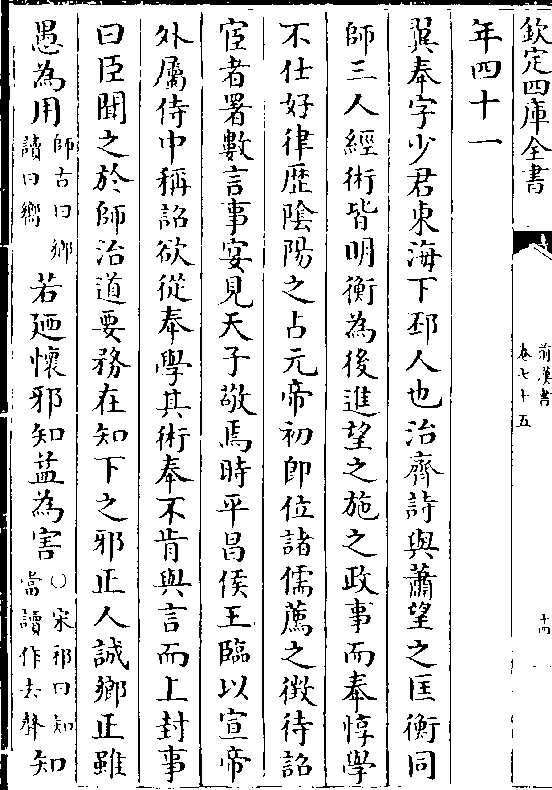 欽定四庫全書
前漢書
卷七十五
十四
年四十一
翼奉字少君東海下邳人也治齊詩與蕭望之匡衡同
師三人經術皆明衡為後進望之施之政事而奉惇學
不仕好律歴陰陽之占元帝初即位諸儒薦之徴待詔
宦者署數言事宴見天子敬焉時平昌侯王臨以宣帝
外屬侍中稱詔欲從奉學其術奉不肯與言而上封事
曰臣聞之於師治道要務在知下之邪正人誠鄉正雖
愚為用師古曰鄉讀曰嚮若廼懷邪知益為害○宋祁曰知當讀作去聲知